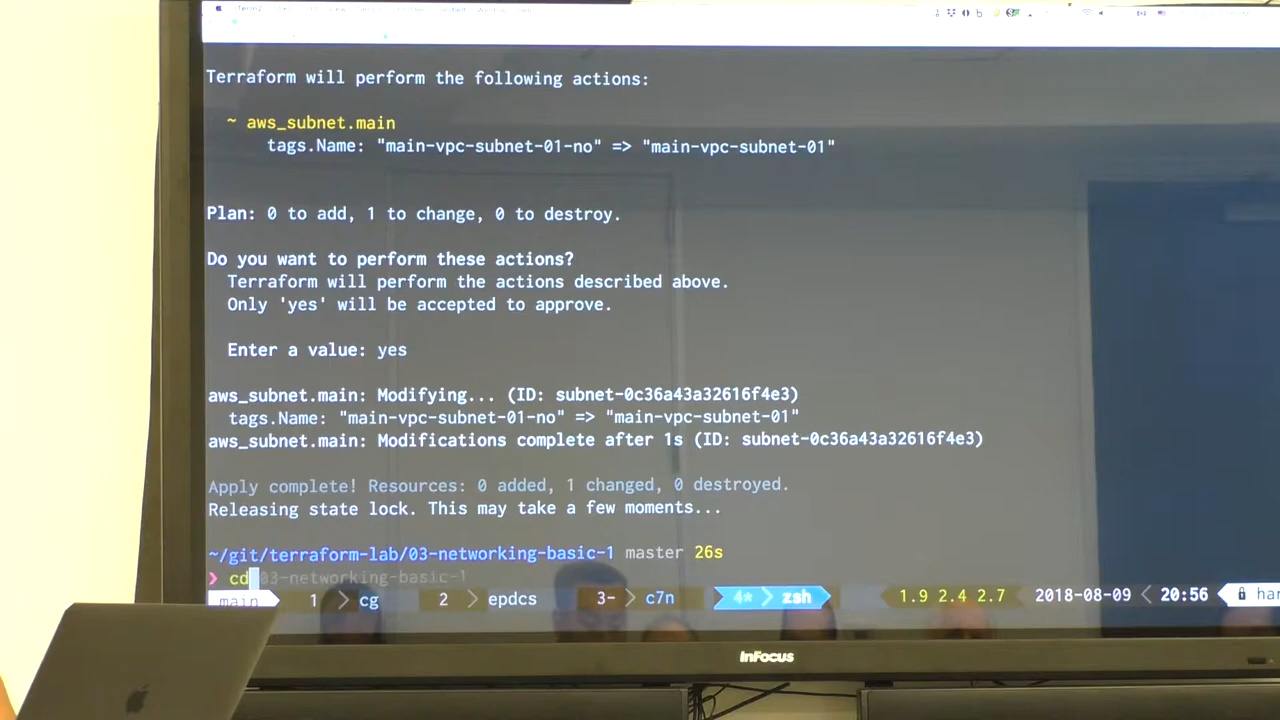 Terraform will perform the following actions:
~ aws_subnet.main
tags.Name: "main-vpc-subnet-01-no" => "main-vpc-subnet-01"
Plan: 0 to add, 1 to change, 0 to destroy.
Do you want to perform these actions?
Terraform will perform the actions described above.
Only 'yes' will be accepted to approve.
Enter a value: yes
aws_subnet.main: Modifying... (ID: subnet-0c36a43a32616f4e3)
tags.Name: "main-vpc-subnet-01-no" => "main-vpc-subnet-01"
aws_subnet.main: Modifications complete after 1s (ID: subnet-0c36a43a32616f4e3)
Apply complete! Resources: 0 added, 1 changed, 0 destroyed.
Releasing state lock. This may take a few moments...
~/git/terraform-lab/03-networking-basic-1 master 26s
❯ cd 03-networking-basic-1
main 1 > cg 2 > epdcs 3- > c7n 4* > zsh 1.9 2.4 2.7 2018-08-09 < 20:56 har
InFocus